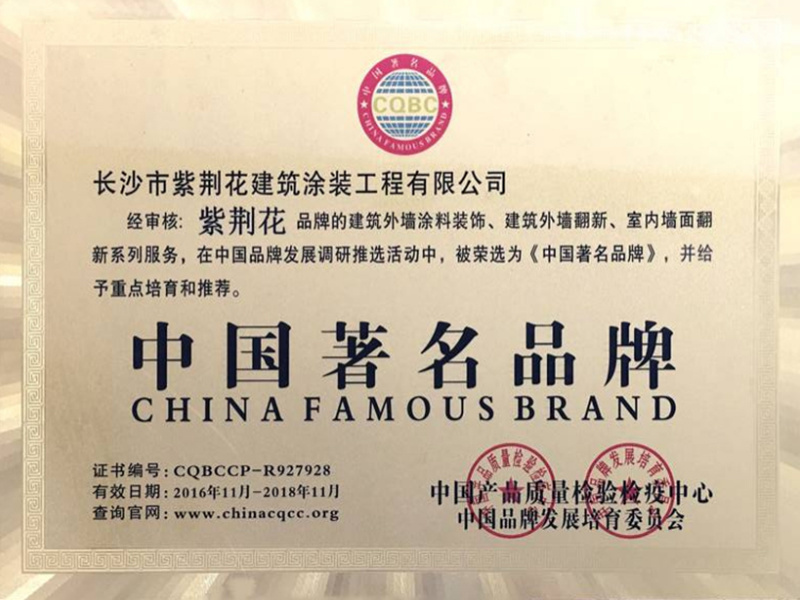 中国著名品牌
CQBC
CHINA FAMOUS BRAND
长沙市紫荆花建筑涂装工程有限公司
经审核: 紫荆花 品牌的建筑外墙涂料装饰、建筑外墙翻新、室内墙面翻
新系列服务，在中国品牌发展调研推选活动中，被荣选为《中国著名品牌》，并给
予重点培育和推荐。
中国著名品牌
CHINA FAMOUS BRAND
证书编号: CQBCCP-R927928
有效日期: 2016年11月-2018年11月
查询官网: www.chinacqcc.org
中国产品质量检验检疫中心
中国品牌发展培育委员会